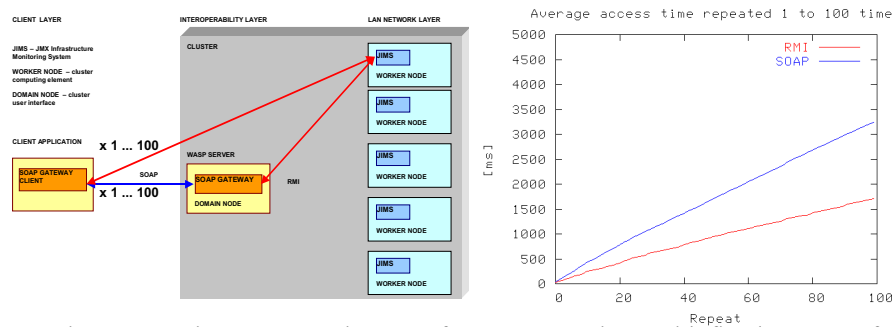 CLIENT LAYER
INTEROPERABILITY LAYER
LAN NETWORK LAYER
JIMS – JMX Infrastructure
Monitoring System
WORKER NODE – cluster
computing element
DOMAIN NODE – cluster
user interface
CLUSTER
JIMS
WORKER NODE
JIMS
WORKER NODE
JIMS
WORKER NODE
JIMS
WORKER NODE
JIMS
WORKER NODE
CLIENT APPLICATION
x 1 ... 100
SOAP GATEWAY
CLIENT
SOAP
x 1 ... 100
WASP SERVER
SOAP GATEWAY
DOMAIN NODE
RMI
Average access time repeated 1 to 100 time
RMI
SOAP
5000
4500
4000
3500
3000
2500
2000
1500
1000
500
0
[ms]
0 20 40 60 80 100
Repeat